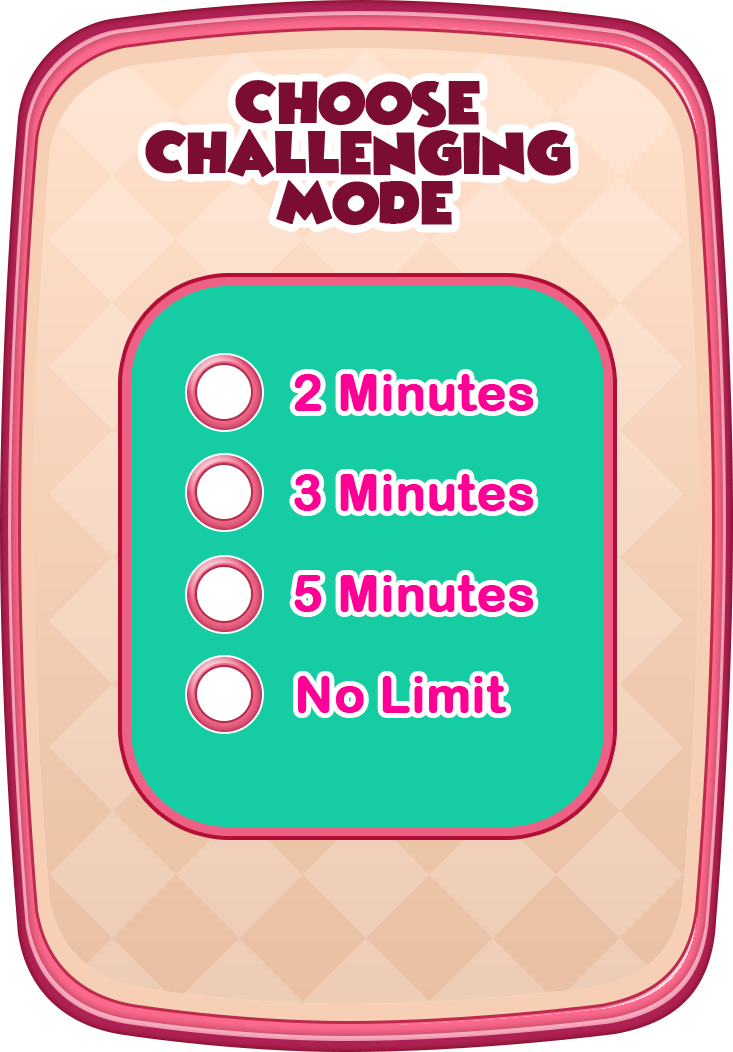 CHOOSE
CHALLENGING
MODE
2 Minutes
3 Minutes
5 Minutes
No Limit